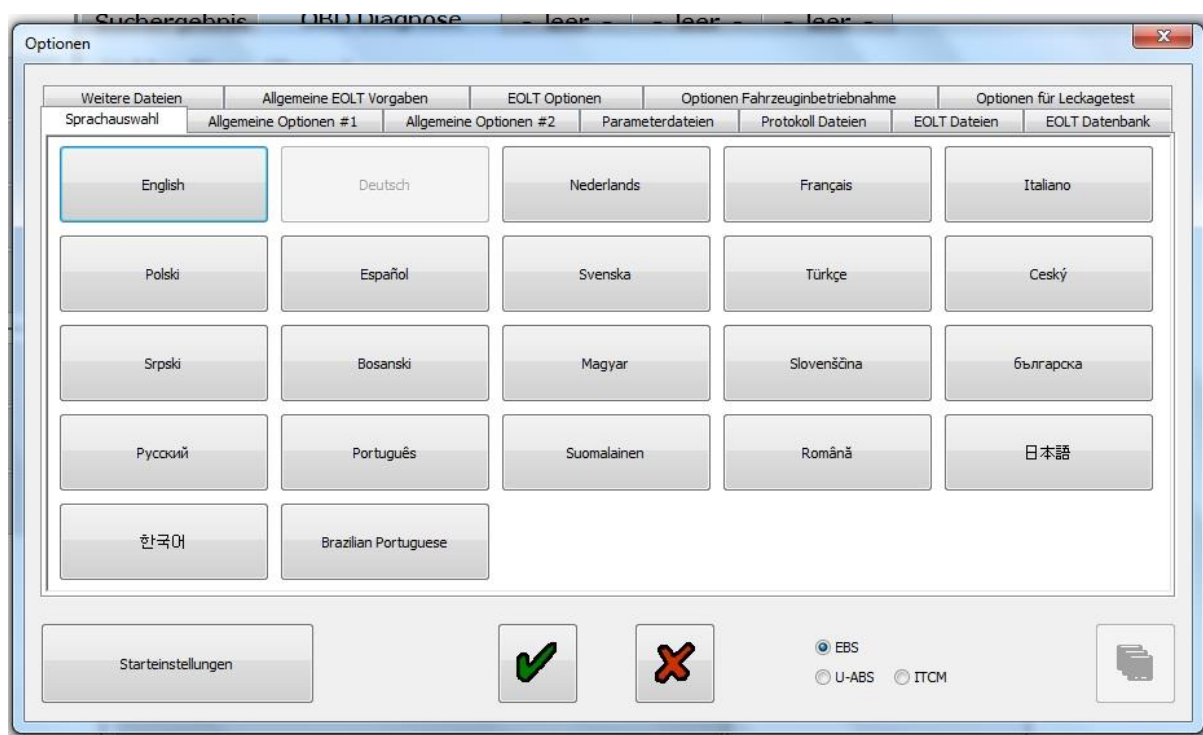 Suchergebnis OBD Diagnose - leer - - leer - - leer -
Optionen
Weitere Dateien Allgemeine EOLT Vorgaben EOLT Optionen Optionen Fahrzeuginbetriebnahme Optionen für Leckagetest
Sprachauswahl Allgemeine Optionen #1 Allgemeine Optionen #2 Parameterdateien Protokoll Dateien EOLT Dateien EOLT Datenbank
English Deutsch Nederlands Français Italiano
Polski Español Svenska Türkçe Ceský
Srpski Bosanski Magyar Slovenščina българска
Русский Português Suomalainen Română 日本語
한국어 Brazilian Portuguese
Starteinstellungen
EBS
U-ABS ITCM